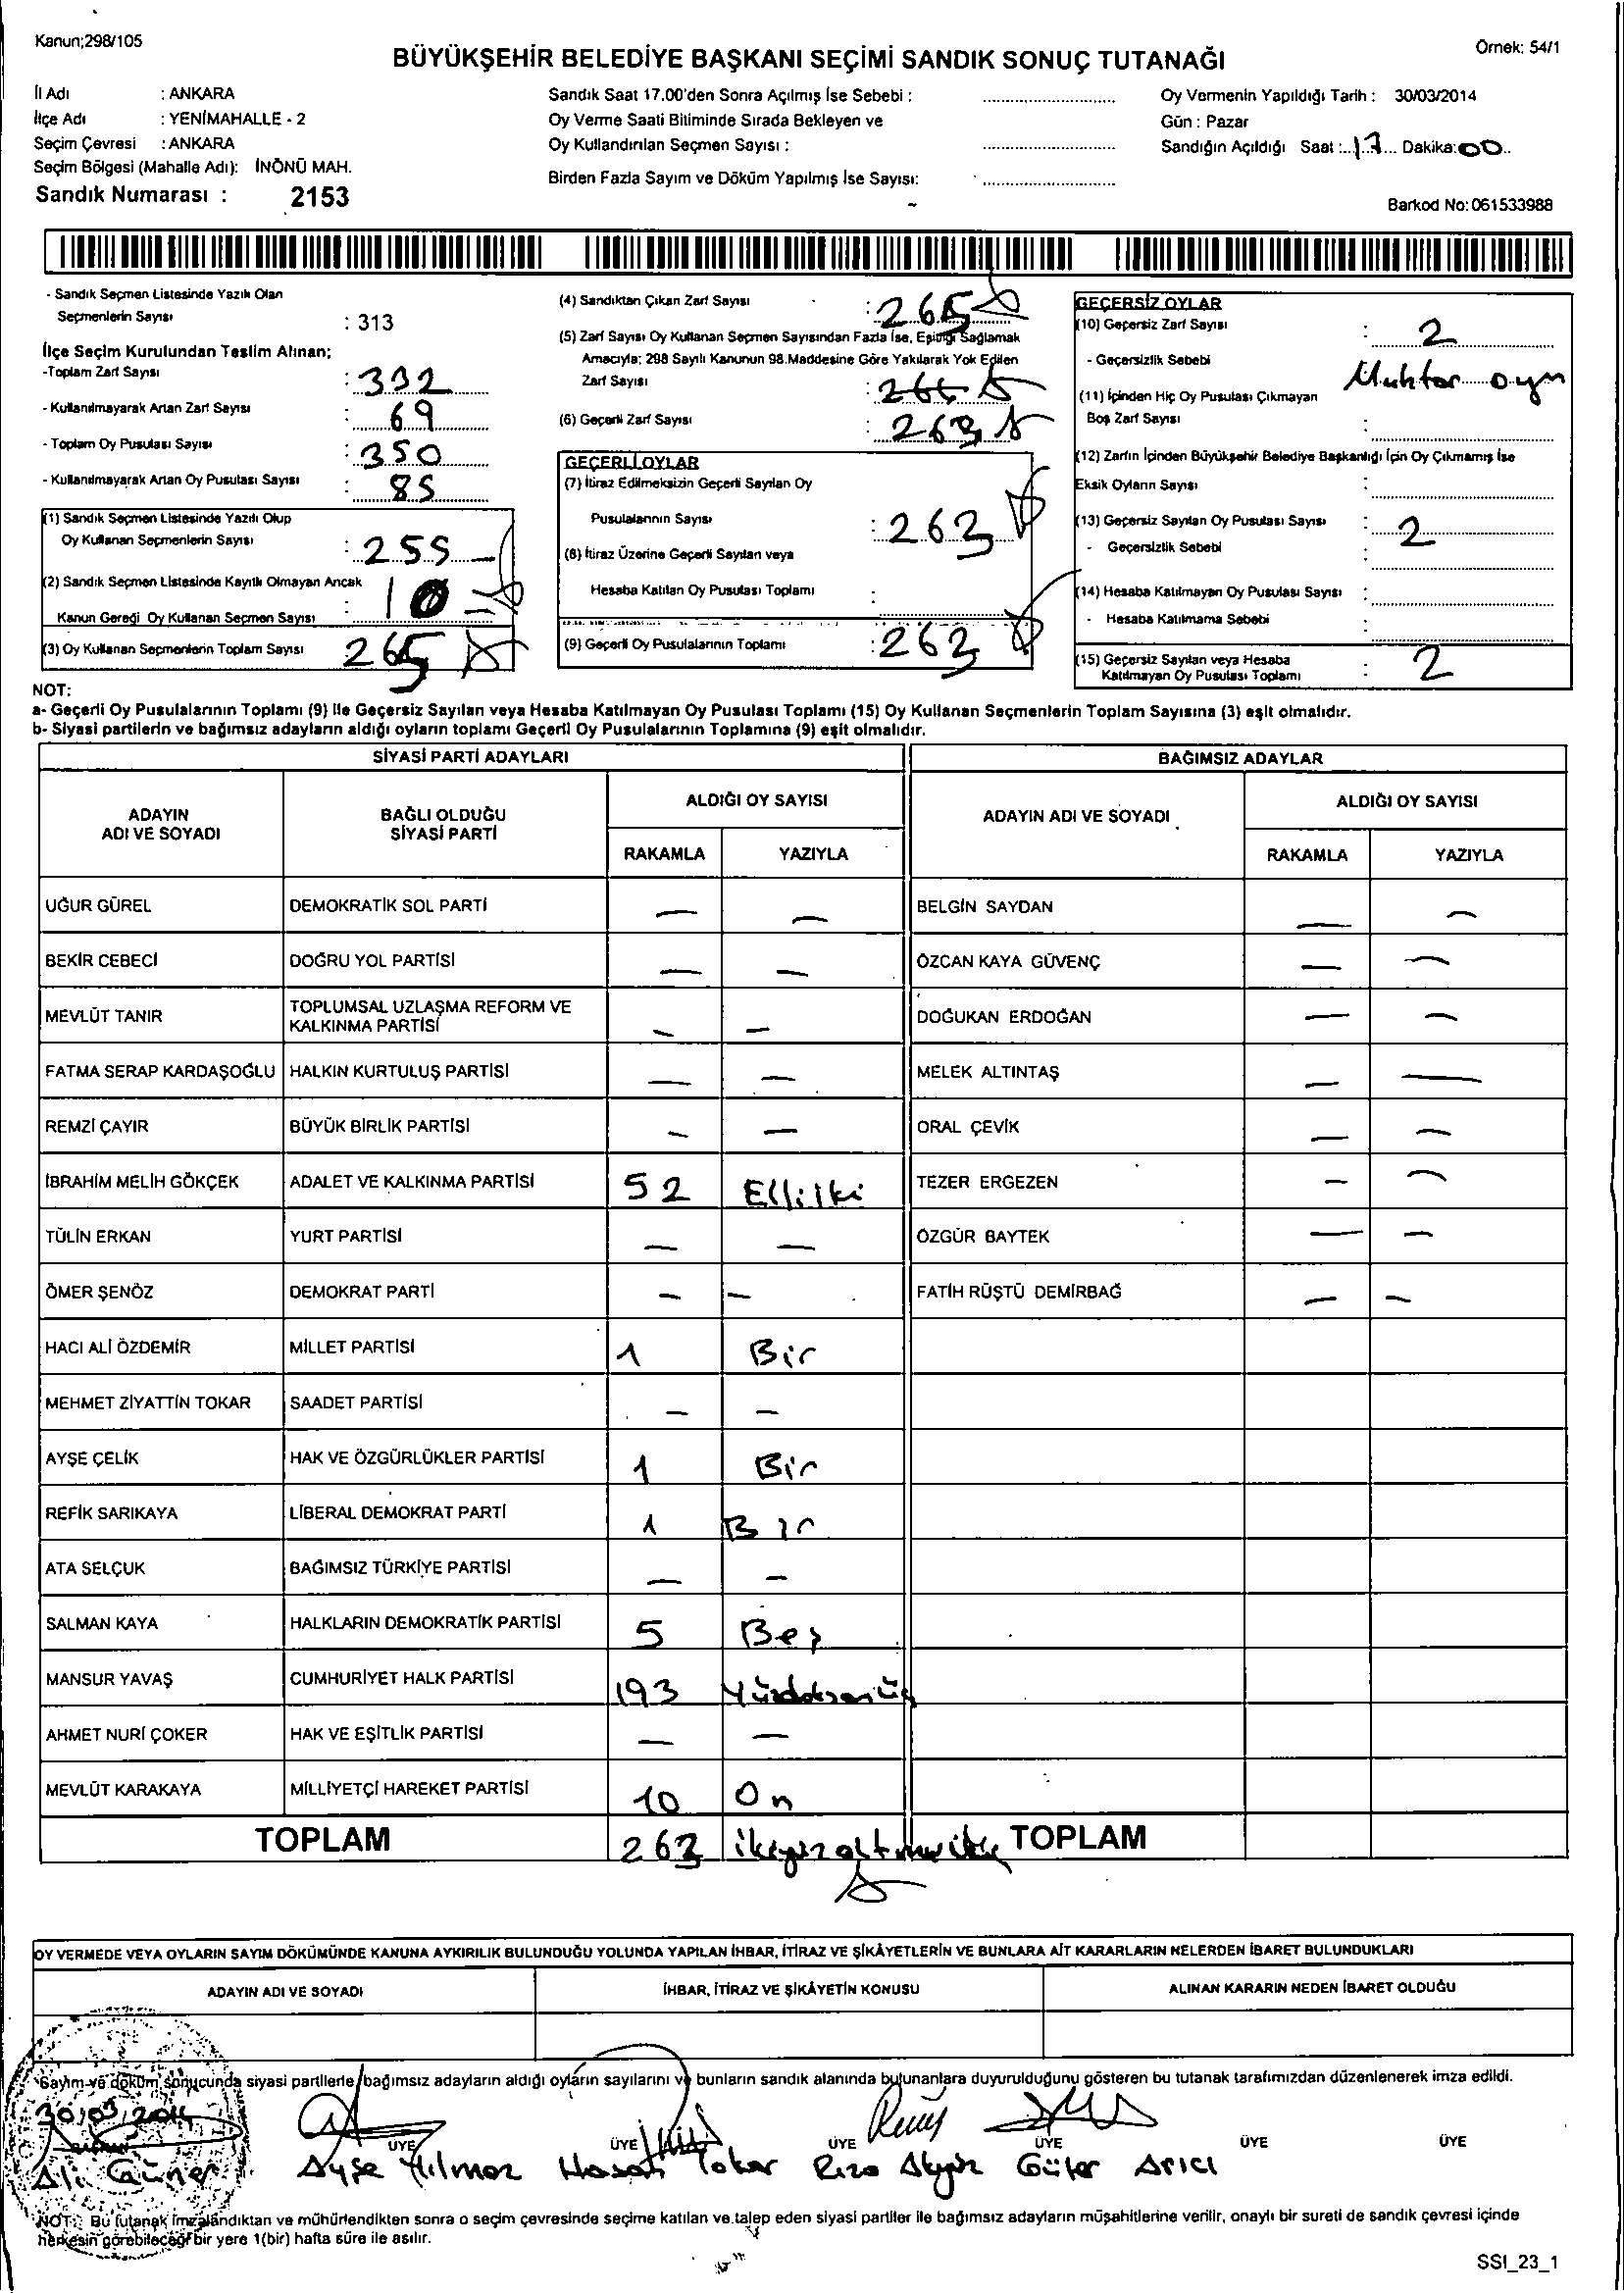 Kanun;298/105
Örnek: 54/1
BÜYÜKŞEHİR BELEDİYE BAŞKANI SEÇİMİ SANDIK SONUÇ TUTANAĞI
İl Adı : ANKARA
İlçe Adı : YENİMAHALLE - 2
Seçim Çevresi : ANKARA
Seçim Bölgesi (Mahalle Adı): İNÖNÜ MAH.
Sandık Numarası : 2153
Sandık Saat 17.00'den Sonra Açılmış İse Sebebi :
Oy Verme Saati Bitiminde Sırada Bekleyen ve
Oy Kullandırılan Seçmen Sayısı :
Birden Fazla Sayım ve Döküm Yapılmış İse Sayısı:
Oy Vermenin Yapıldığı Tarih : 30/03/2014
Gün : Pazar
Sandığın Açıldığı Saat : 17 Dakika: 00
Barkod No: 061533988
- Sandık Seçmen Listesinde Yazılı Olan
Seçmenlerin Sayısı : 313
İlçe Seçim Kurulundan Teslim Alınan;
-Toplam Zarf Sayısı : 332
- Kullanılmayarak Artan Zarf Sayısı : 69
- Toplam Oy Pusulası Sayısı : 350
- Kullanılmayarak Artan Oy Pusulası Sayısı : 85
(1) Sandık Seçmen Listesinde Yazılı Olup
Oy Kullanan Seçmenlerin Sayısı : 255
(2) Sandık Seçmen Listesinde Kayıtlı Olmayan Ancak
Kanun Gereği Oy Kullanan Seçmen Sayısı : 10
(3) Oy Kullanan Seçmenlerin Toplam Sayısı 265
(4) Sandıktan Çıkan Zarf Sayısı : 265
(5) Zarf Sayısı Oy Kullanan Seçmen Sayısından Fazla İse, Eşitliği Sağlamak
Amacıyla; 298 Sayılı Kanunun 98.Maddesine Göre Yakılarak Yok Edilen
Zarf Sayısı :
(6) Geçerli Zarf Sayısı : 263
GEÇERLİ OYLAR
(7) İtiraz Edilmeksizin Geçerli Sayılan Oy
Pusulalarının Sayısı : 263
(8) İtiraz Üzerine Geçerli Sayılan veya
Hesaba Katılan Oy Pusulası Toplamı :
(9) Geçerli Oy Pusulalarının Toplamı : 263
GEÇERSİZ OYLAR
(10) Geçersiz Zarf Sayısı : 2
- Geçersizlik Sebebi Muhtar oyu
(11) İçinden Hiç Oy Pusulası Çıkmayan
Boş Zarf Sayısı :
(12) Zarfın İçinden Büyükşehir Belediye Başkanlığı İçin Oy Çıkmamış İse
Eksik Oyların Sayısı :
(13) Geçersiz Sayılan Oy Pusulası Sayısı : 2
- Geçersizlik Sebebi :
(14) Hesaba Katılmayan Oy Pusulası Sayısı :
- Hesaba Katılmama Sebebi :
(15) Geçersiz Sayılan veya Hesaba
Katılmayan Oy Pusulası Toplamı : 2
NOT:
a- Geçerli Oy Pusulalarının Toplamı (9) İle Geçersiz Sayılan veya Hesaba Katılmayan Oy Pusulası Toplamı (15) Oy Kullanan Seçmenlerin Toplam Sayısına (3) eşit olmalıdır.
b- Siyasi partilerin ve bağımsız adayların aldığı oyların toplamı Geçerli Oy Pusulalarının Toplamına (9) eşit olmalıdır.
SİYASİ PARTİ ADAYLARI
ADAYIN ADI VE SOYADI BAĞLI OLDUĞU SİYASİ PARTİ ALDIĞI OY SAYISI
RAKAMLA YAZIYLA
UĞUR GÜREL DEMOKRATİK SOL PARTİ — —
BEKİR CEBECİ DOĞRU YOL PARTİSİ — —
MEVLÜT TANIR TOPLUMSAL UZLAŞMA REFORM VE KALKINMA PARTİSİ — —
FATMA SERAP KARDAŞOĞLU HALKIN KURTULUŞ PARTİSİ — —
REMZİ ÇAYIR BÜYÜK BİRLİK PARTİSİ — —
İBRAHİM MELİH GÖKÇEK ADALET VE KALKINMA PARTİSİ 52 Elliİki
TÜLİN ERKAN YURT PARTİSİ — —
ÖMER ŞENÖZ DEMOKRAT PARTİ — —
HACI ALİ ÖZDEMİR MİLLET PARTİSİ 1 Bir
MEHMET ZİYATTİN TOKAR SAADET PARTİSİ — —
AYŞE ÇELİK HAK VE ÖZGÜRLÜKLER PARTİSİ 1 Bir
REFİK SARIKAYA LİBERAL DEMOKRAT PARTİ 1 Bir
ATA SELÇUK BAĞIMSIZ TÜRKİYE PARTİSİ — —
SALMAN KAYA HALKLARIN DEMOKRATİK PARTİSİ 5 Beş
MANSUR YAVAŞ CUMHURİYET HALK PARTİSİ 193 Yüzdoksanüç
AHMET NURİ ÇOKER HAK VE EŞİTLİK PARTİSİ — —
MEVLÜT KARAKAYA MİLLİYETÇİ HAREKET PARTİSİ 10 On
TOPLAM 263
BAĞIMSIZ ADAYLAR
ADAYIN ADI VE SOYADI ALDIĞI OY SAYISI
RAKAMLA YAZIYLA
BELGİN SAYDAN — —
ÖZCAN KAYA GÜVENÇ — —
DOĞUKAN ERDOĞAN — —
MELEK ALTINTAŞ — —
ORAL ÇEVİK — —
TEZER ERGEZEN — —
ÖZGÜR BAYTEK — —
FATİH RÜŞTÜ DEMİRBAĞ — —
TOPLAM
OY VERMEDE VEYA OYLARIN SAYIM DÖKÜMÜNDE KANUNA AYKIRILIK BULUNDUĞU YOLUNDA YAPILAN İHBAR, İTİRAZ VE ŞİKÂYETLERİN VE BUNLARA AİT KARARLARIN NELERDEN İBARET BULUNDUKLARI
ADAYIN ADI VE SOYADI İHBAR, İTİRAZ VE ŞİKÂYETİN KONUSU ALINAN KARARIN NEDEN İBARET OLDUĞU
Sayım ve döküm sonucunda siyasi partilerle bağımsız adayların aldığı oyların sayılarını ve bunların sandık alanında bulunanlara duyurulduğunu gösteren bu tutanak tarafımızdan düzenlenerek imza edildi.
30/03/2014
ÜYE ÜYE ÜYE ÜYE ÜYE ÜYE
Ali Güner Ayşe Yılmaz Hasan Tokar Rıza Güler Arıcı
NOT: Bu tutanak imzalandıktan ve mühürlendikten sonra o seçim çevresinde seçime katılan ve talep eden siyasi partiler ile bağımsız adayların müşahitlerine verilir, onaylı bir sureti de sandık çevresi içinde
herkesin görebileceği bir yere 1(bir) hafta süre ile asılır.
SSI_23_1